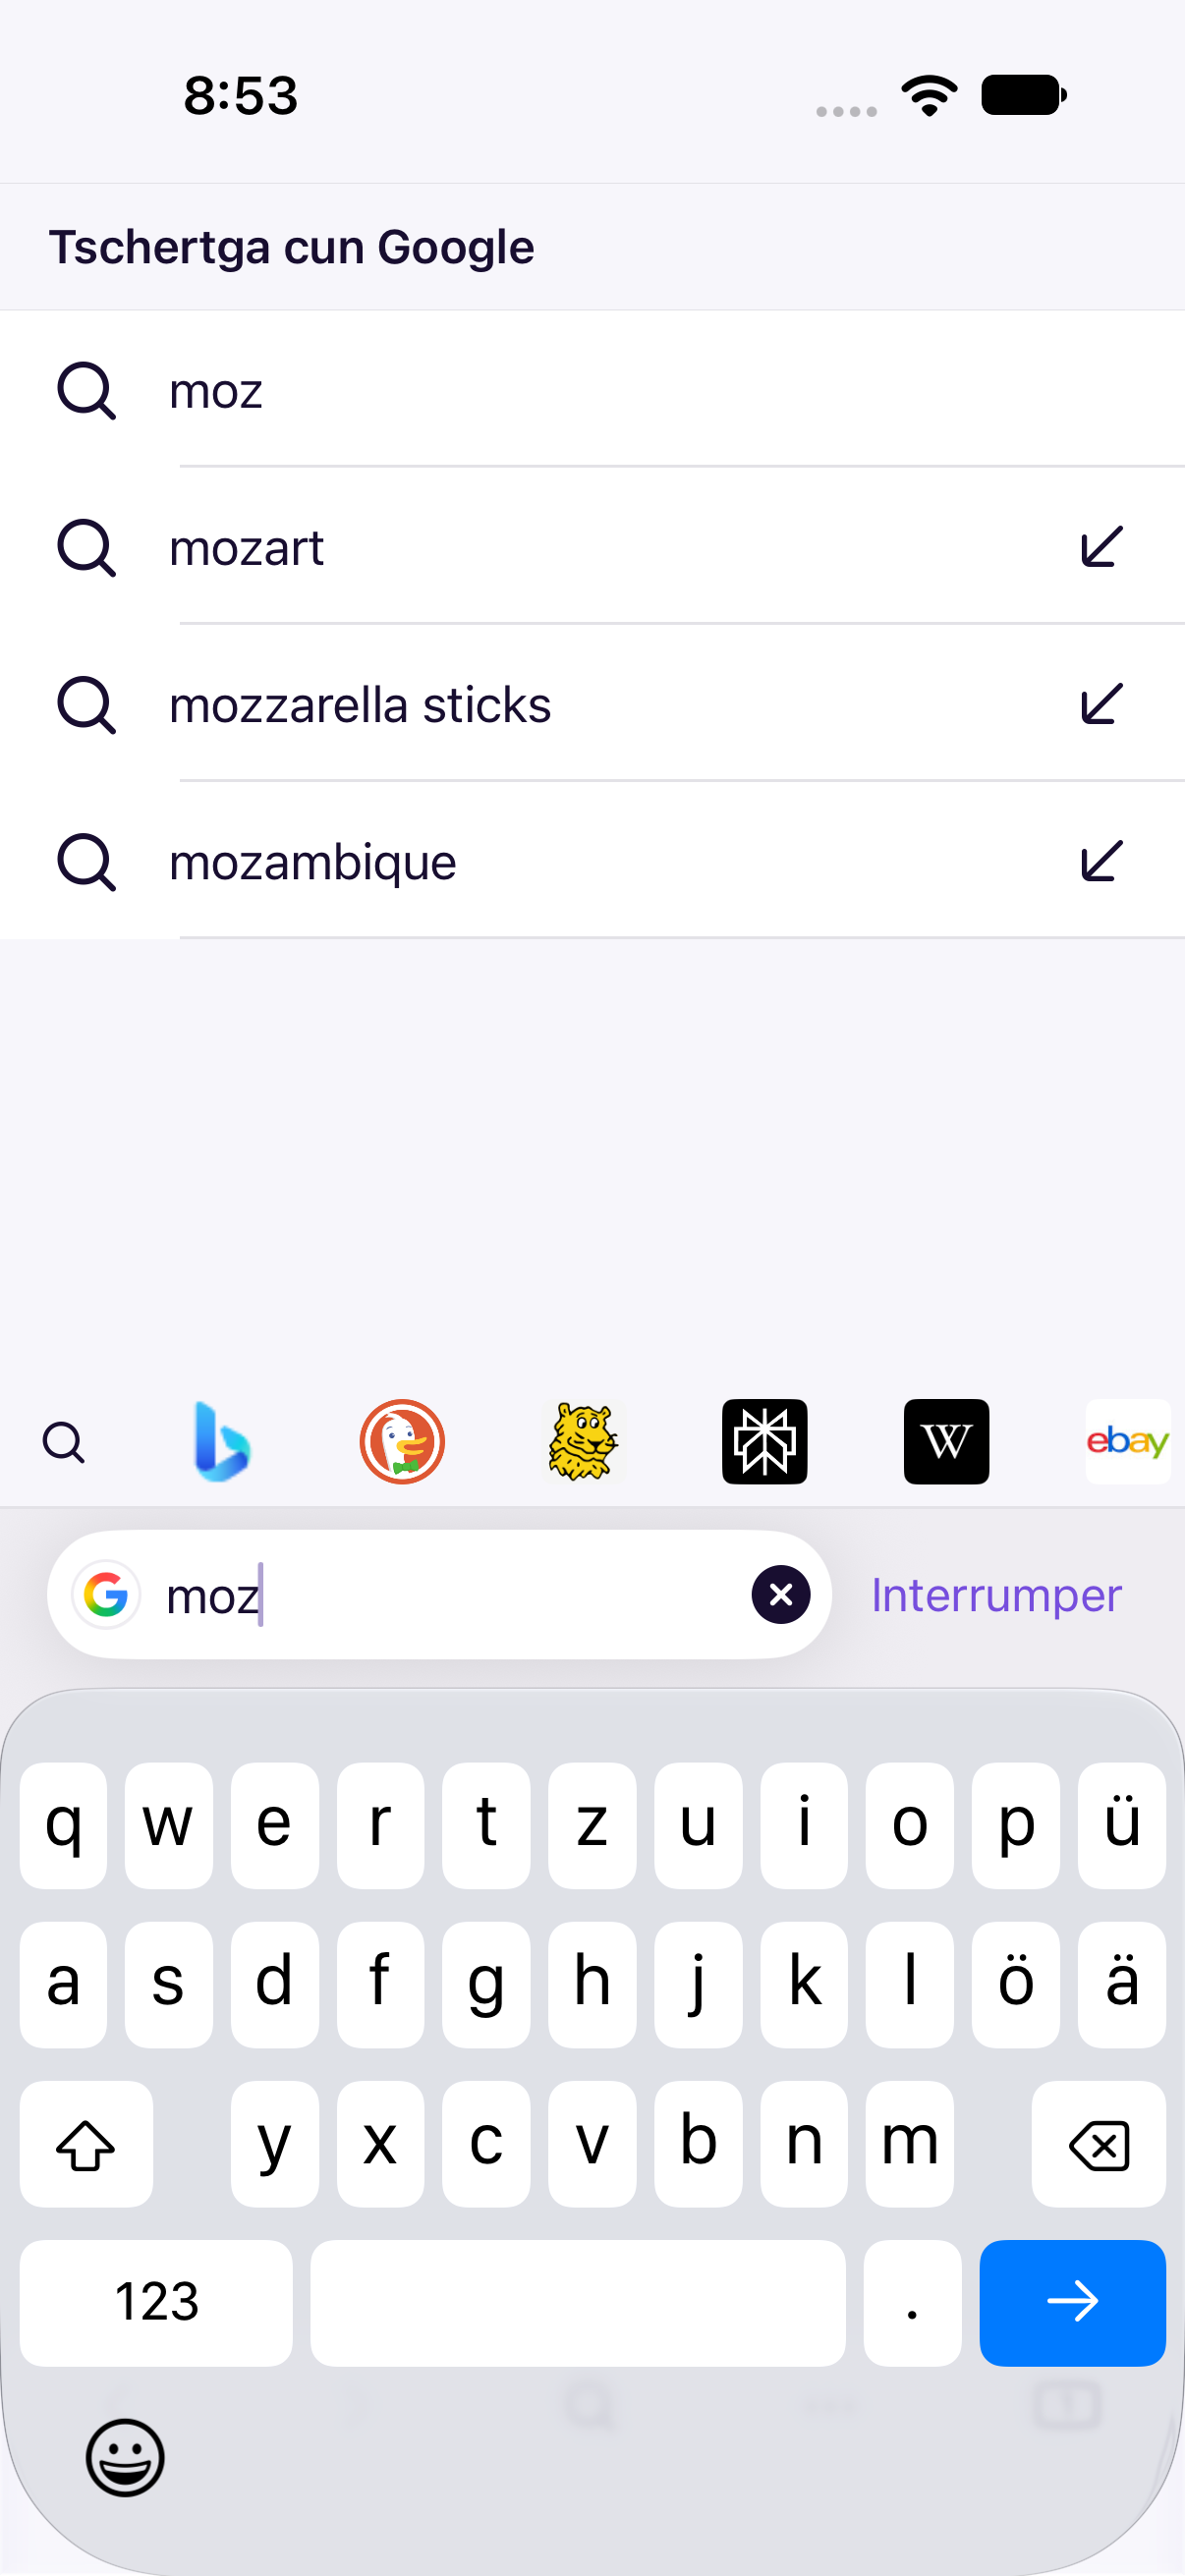 8:53
Tschertga cun Google
moz
mozart
mozzarella sticks
mozambique
W
ebay
G moz Interrumper
q w e r t z u i o p ü
a s d f g h j k l ö ä
y x c v b n m
123 .